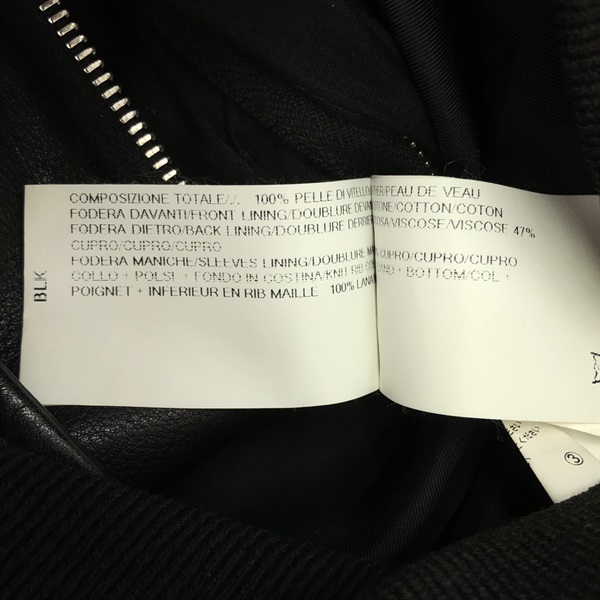 BLK
COMPOSIZIONE TOTALE/./. 100% PELLE DI VITELLO PEAU DE VEAU
FODERA DAVANTI/FRONT LINING/DOUBLURE /COTTON/COTON
FODERA DIETRO/BACK LINING/DOUBLURE /VISCOSE/VISCOSE 47%
CUPRO/CUPRO/CUPRO
FODERA MANICHE/SLEEVES LINING/DOUBLURE CUPRO/CUPRO/CUPRO
COLLO + POLSI + FONDO IN COSTINA/KNIT RIB + BOTTOM/COL +
POIGNET + INFERIEUR EN RIB MAILLE 100% LANA
③